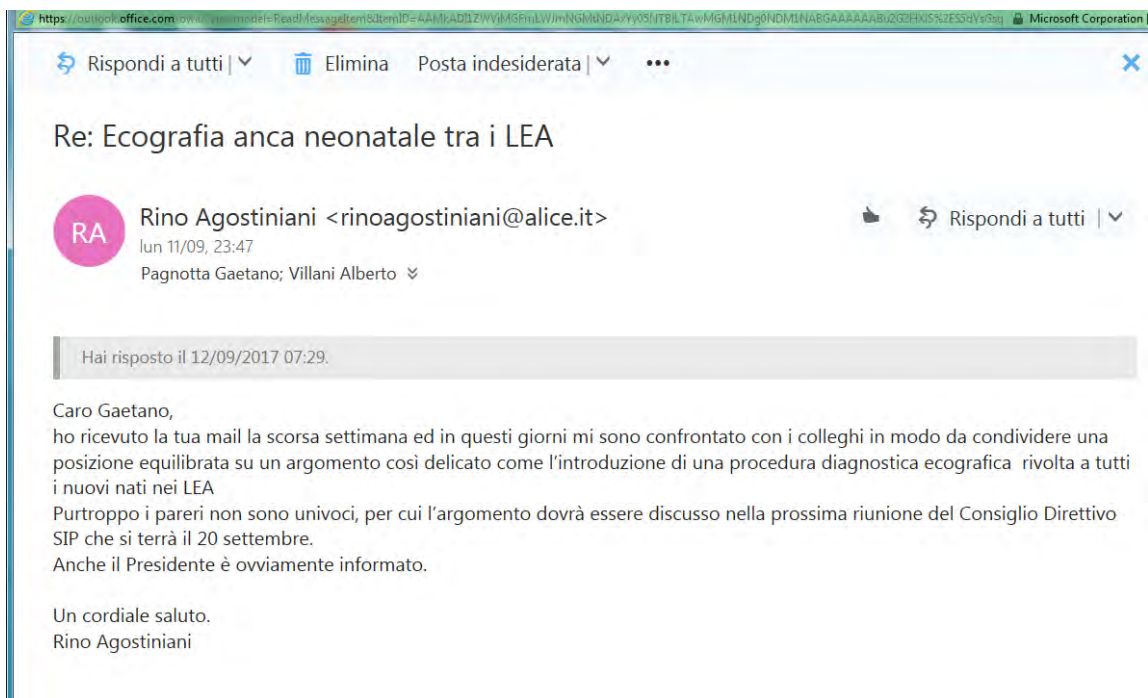 https://outlook.office.com
Microsoft Corporation
Rispondi a tutti | Elimina Posta indesiderata | •••
Re: Ecografia anca neonatale tra i LEA
RA
Rino Agostiniani <rinoagostiniani@alice.it>
Rispondi a tutti |
lun 11/09, 23:47
Pagnotta Gaetano; Villani Alberto
Hai risposto il 12/09/2017 07:29.
Caro Gaetano,
ho ricevuto la tua mail la scorsa settimana ed in questi giorni mi sono confrontato con i colleghi in modo da condividere una
posizione equilibrata su un argomento così delicato come l'introduzione di una procedura diagnostica ecografica rivolta a tutti
i nuovi nati nei LEA
Purtroppo i pareri non sono univoci, per cui l'argomento dovrà essere discusso nella prossima riunione del Consiglio Direttivo
SIP che si terrà il 20 settembre.
Anche il Presidente è ovviamente informato.
Un cordiale saluto.
Rino Agostiniani